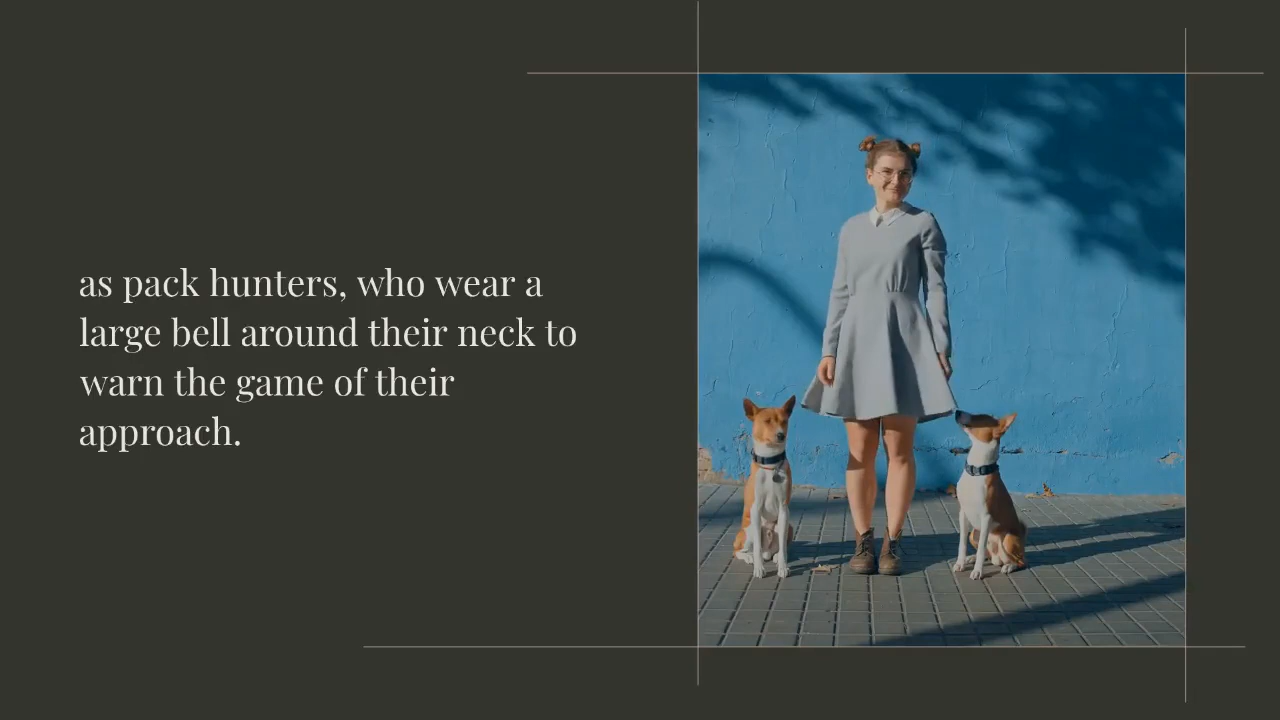 as pack hunters, who wear a
large bell around their neck to
warn the game of their
approach.